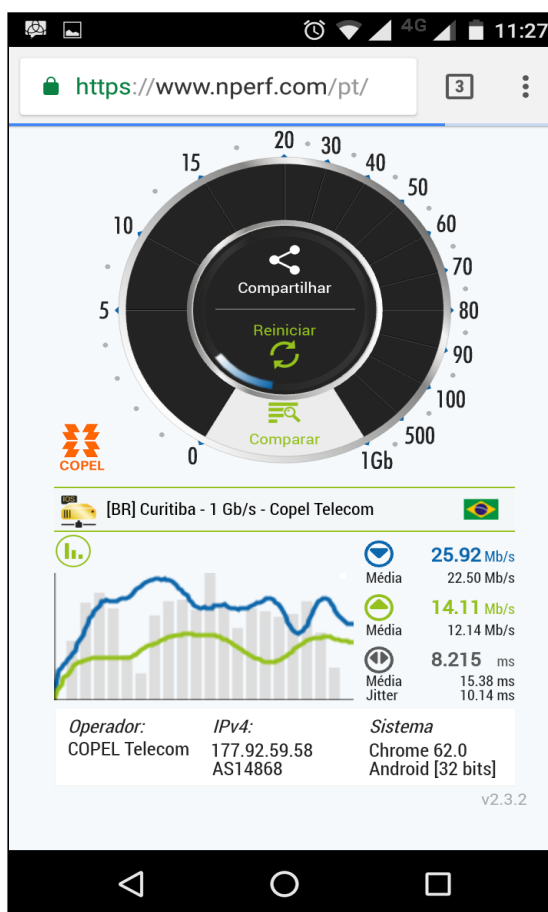 4G 11:27
https://www.nperf.com/pt/ 3
0 5 10 15 20 30 40 50 60 70 80 90 100 500 1Gb
Compartilhar
Reiniciar
Comparar
COPEL
[BR] Curitiba - 1 Gb/s - Copel Telecom
25.92 Mb/s
Média 22.50 Mb/s
14.11 Mb/s
Média 12.14 Mb/s
8.215 ms
Média 15.38 ms
Jitter 10.14 ms
Operador: IPv4: Sistema
COPEL Telecom 177.92.59.58 Chrome 62.0
AS14868 Android [32 bits]
v2.3.2